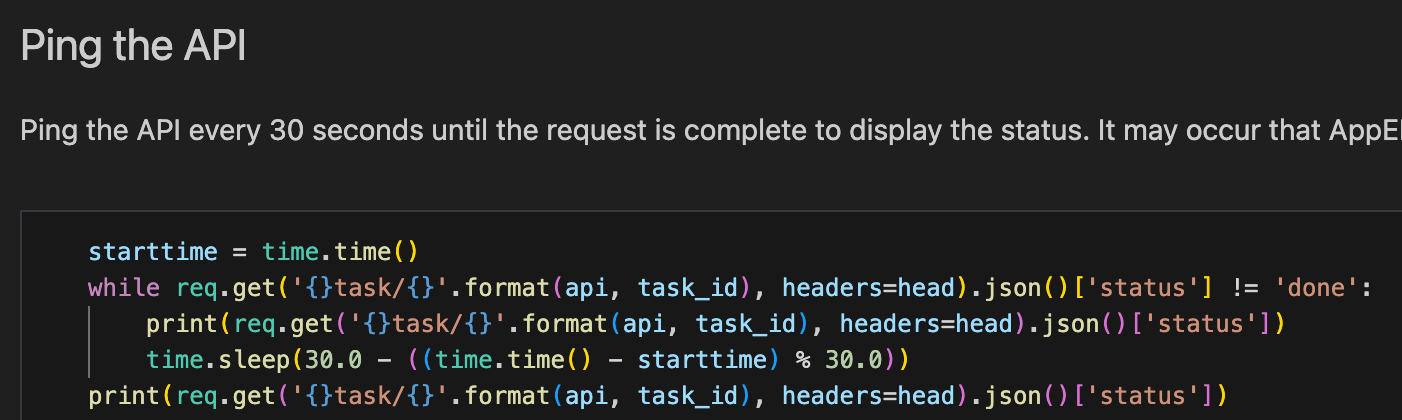 Ping the API
Ping the API every 30 seconds until the request is complete to display the status. It may occur that AppE
starttime = time.time()
while req.get('{}task/{}'.format(api, task_id), headers=head).json()['status'] != 'done':
    print(req.get('{}task/{}'.format(api, task_id), headers=head).json()['status'])
    time.sleep(30.0 - ((time.time() - starttime) % 30.0))
print(req.get('{}task/{}'.format(api, task_id), headers=head).json()['status'])